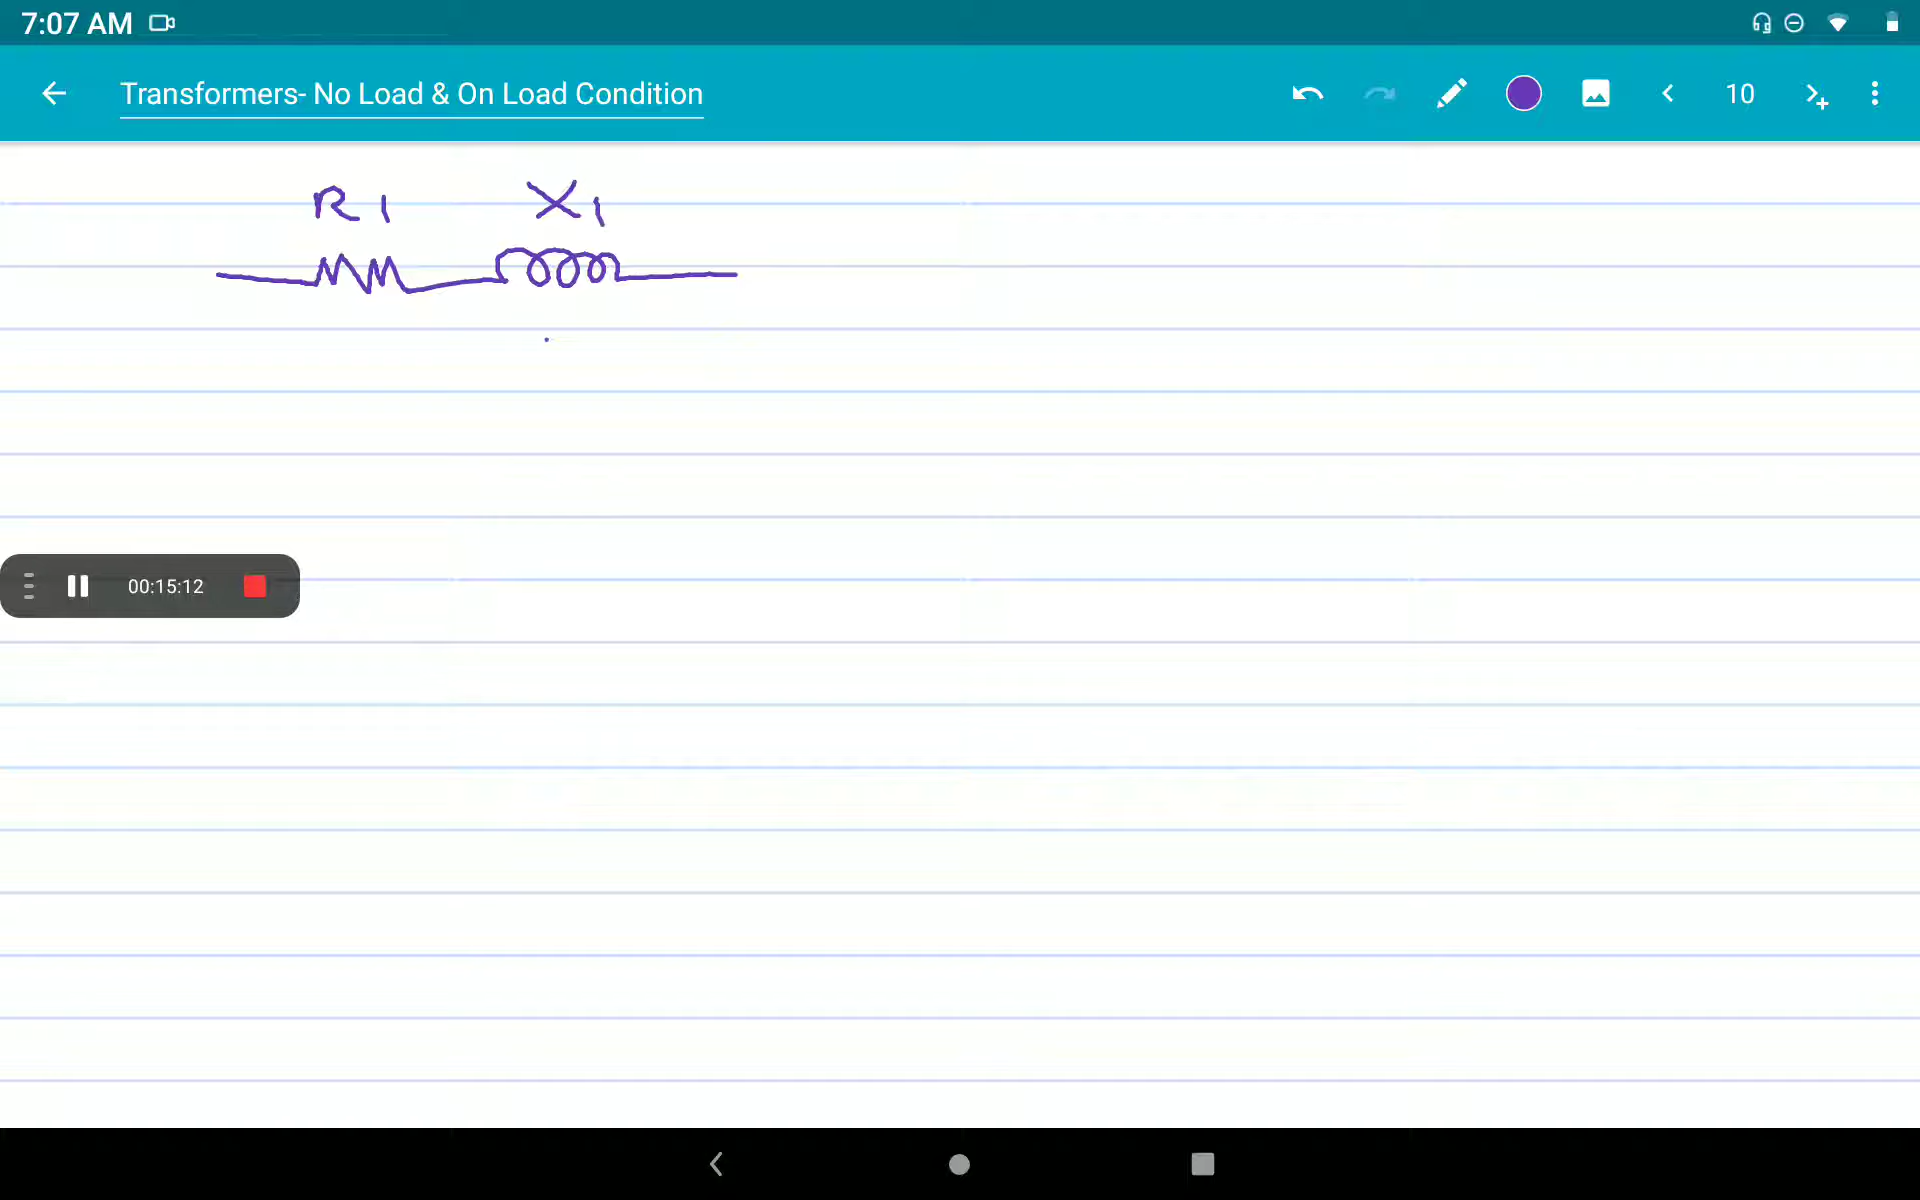 7:07 AM
Transformers- No Load & On Load Condition
10
R1 X1
00:15:12